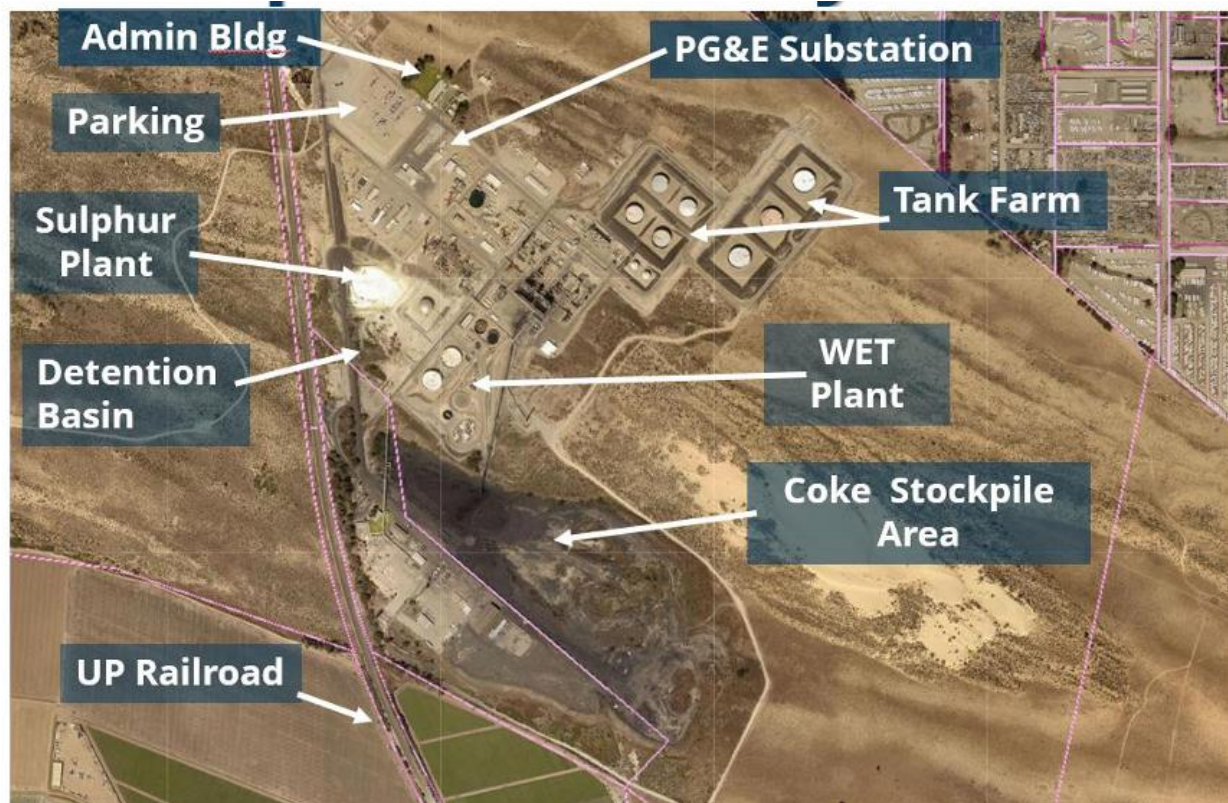 Admin Bldg
PG&E Substation
Parking
Tank Farm
Sulphur
Plant
WET
Plant
Detention
Basin
Coke Stockpile
Area
UP Railroad